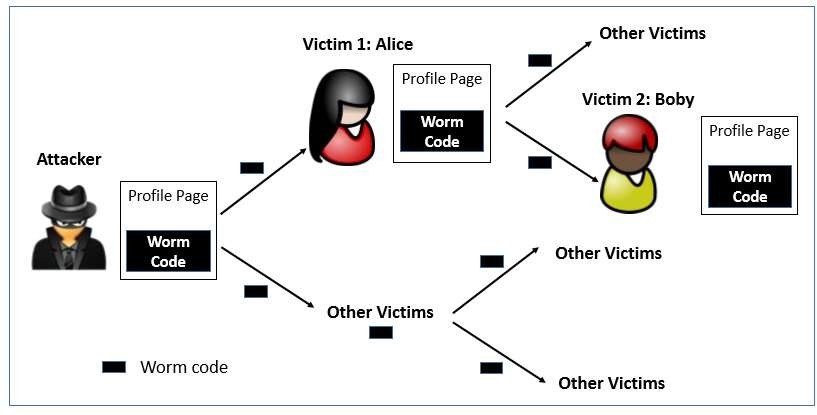 Other Victims
Victim 1: Alice
Profile Page
Worm
Code
Victim 2: Boby
Profile Page
Worm
Code
Attacker
Profile Page
Worm
Code
Other Victims
Other Victims
Worm code
Other Victims